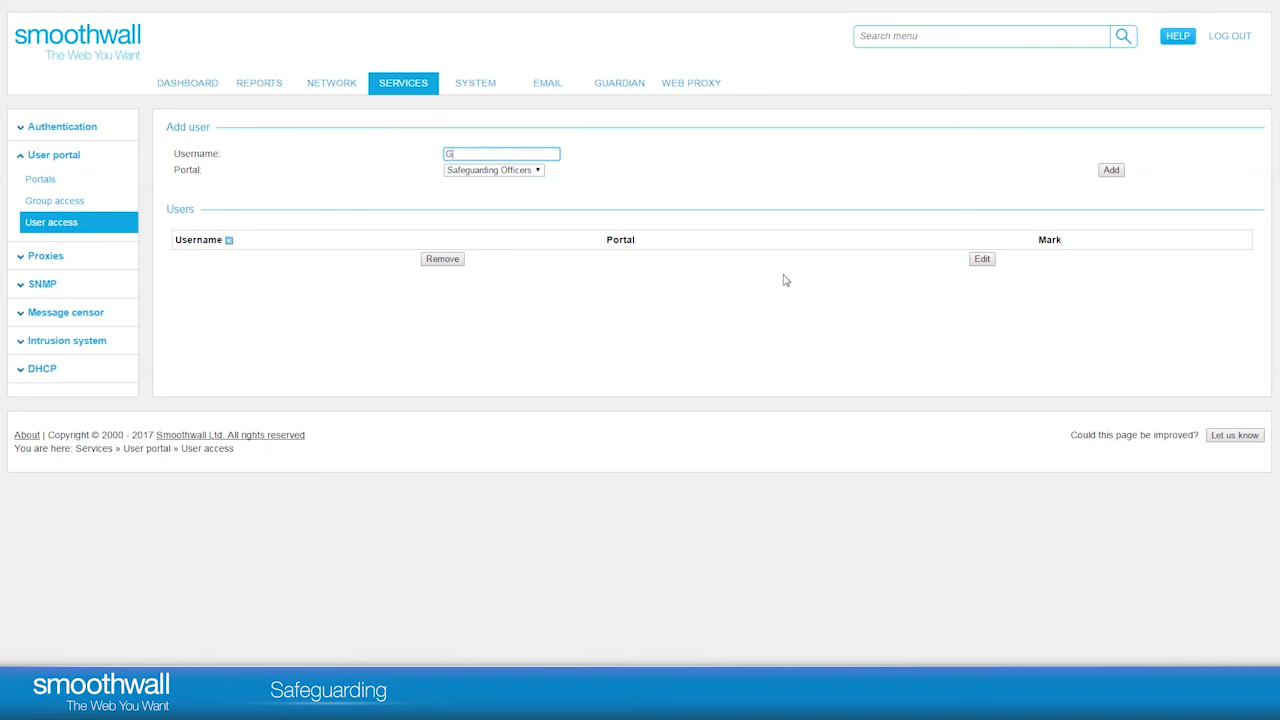 smoothwall
The Web You Want
Search menu
HELP
LOG OUT
DASHBOARD REPORTS NETWORK SERVICES SYSTEM EMAIL GUARDIAN WEB PROXY
Authentication
User portal
Portals
Group access
User access
Proxies
SNMP
Message censor
Intrusion system
DHCP
Add user
Username: G
Portal: Safeguarding Officers
Add
Users
Username Portal Mark
Remove Edit
About | Copyright © 2000 - 2017 Smoothwall Ltd. All rights reserved
You are here: Services » User portal » User access
Could this page be improved? Let us know
smoothwall
The Web You Want
Safeguarding